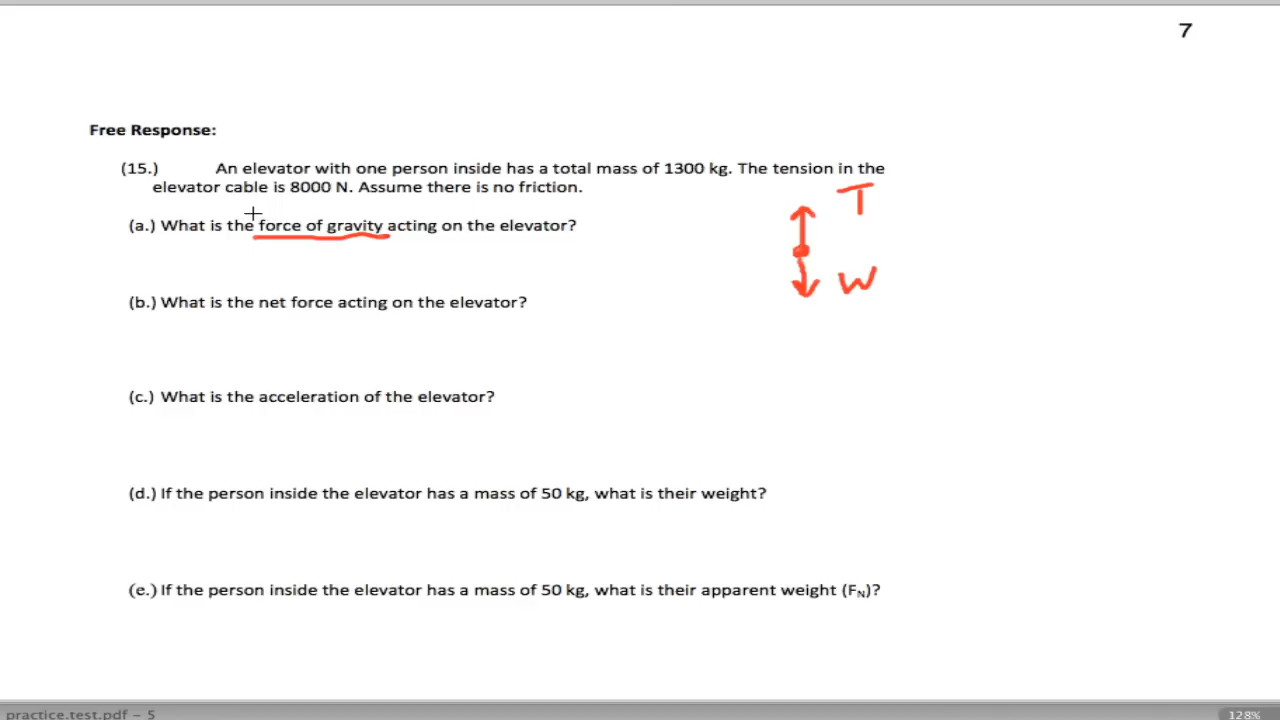 7
Free Response:
(15.) An elevator with one person inside has a total mass of 1300 kg. The tension in the
elevator cable is 8000 N. Assume there is no friction.
T
(a.) What is the force of gravity acting on the elevator?
W
(b.) What is the net force acting on the elevator?
(c.) What is the acceleration of the elevator?
(d.) If the person inside the elevator has a mass of 50 kg, what is their weight?
(e.) If the person inside the elevator has a mass of 50 kg, what is their apparent weight (FN)?
practice.test.pdf – 5
128%